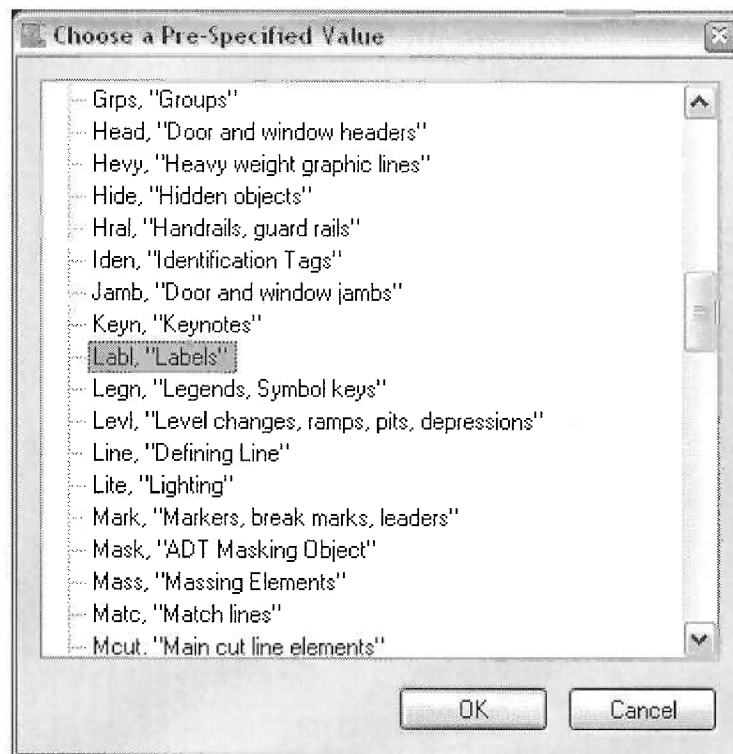 Choose a Pre-Specified Value
Grps, "Groups"
Head, "Door and window headers"
Hevy, "Heavy weight graphic lines"
Hide, "Hidden objects"
Hral, "Handrails, guard rails"
Iden, "Identification Tags"
Jamb, "Door and window jambs"
Keyn, "Keynotes"
Labl, "Labels"
Legn, "Legends, Symbol keys"
Levl, "Level changes, ramps, pits, depressions"
Line, "Defining Line"
Lite, "Lighting"
Mark, "Markers, break marks, leaders"
Mask, "ADT Masking Object"
Mass, "Massing Elements"
Matc, "Match lines"
Mcut, "Main cut line elements"
OK Cancel